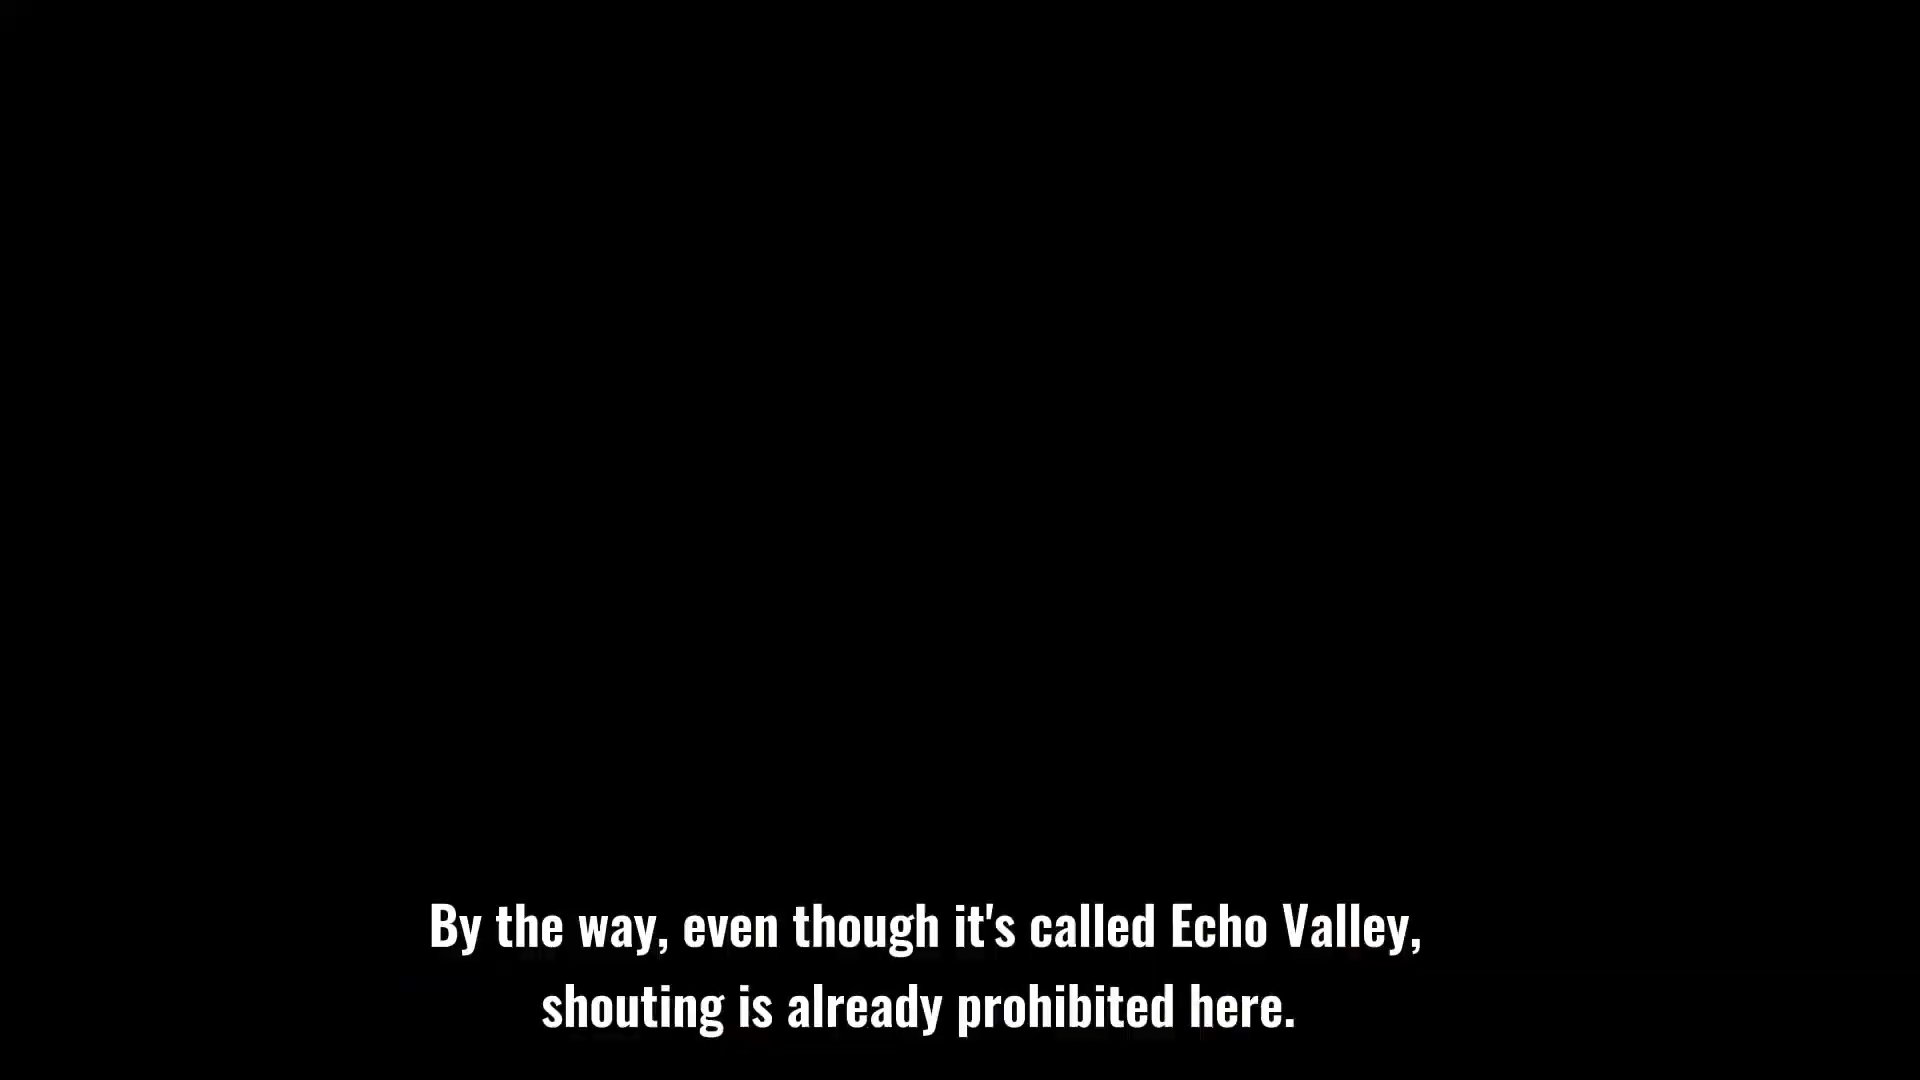 By the way, even though it's called Echo Valley,
shouting is already prohibited here.